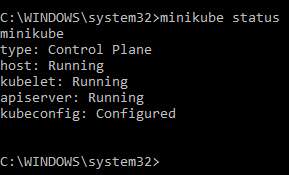 C:\WINDOWS\system32>minikube status
minikube
type: Control Plane
host: Running
kubelet: Running
apiserver: Running
kubeconfig: Configured
C:\WINDOWS\system32>